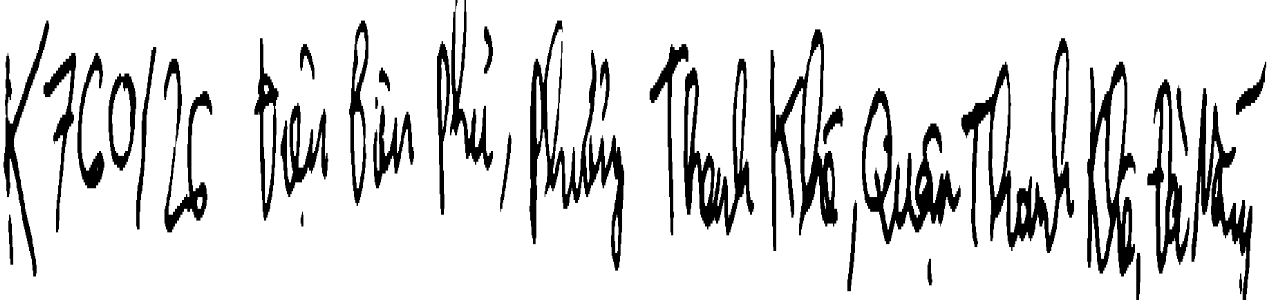 K760/26 Điện Biên Phủ, Phường Thanh Khê, Quận Thanh Khê, Đà Nẵng